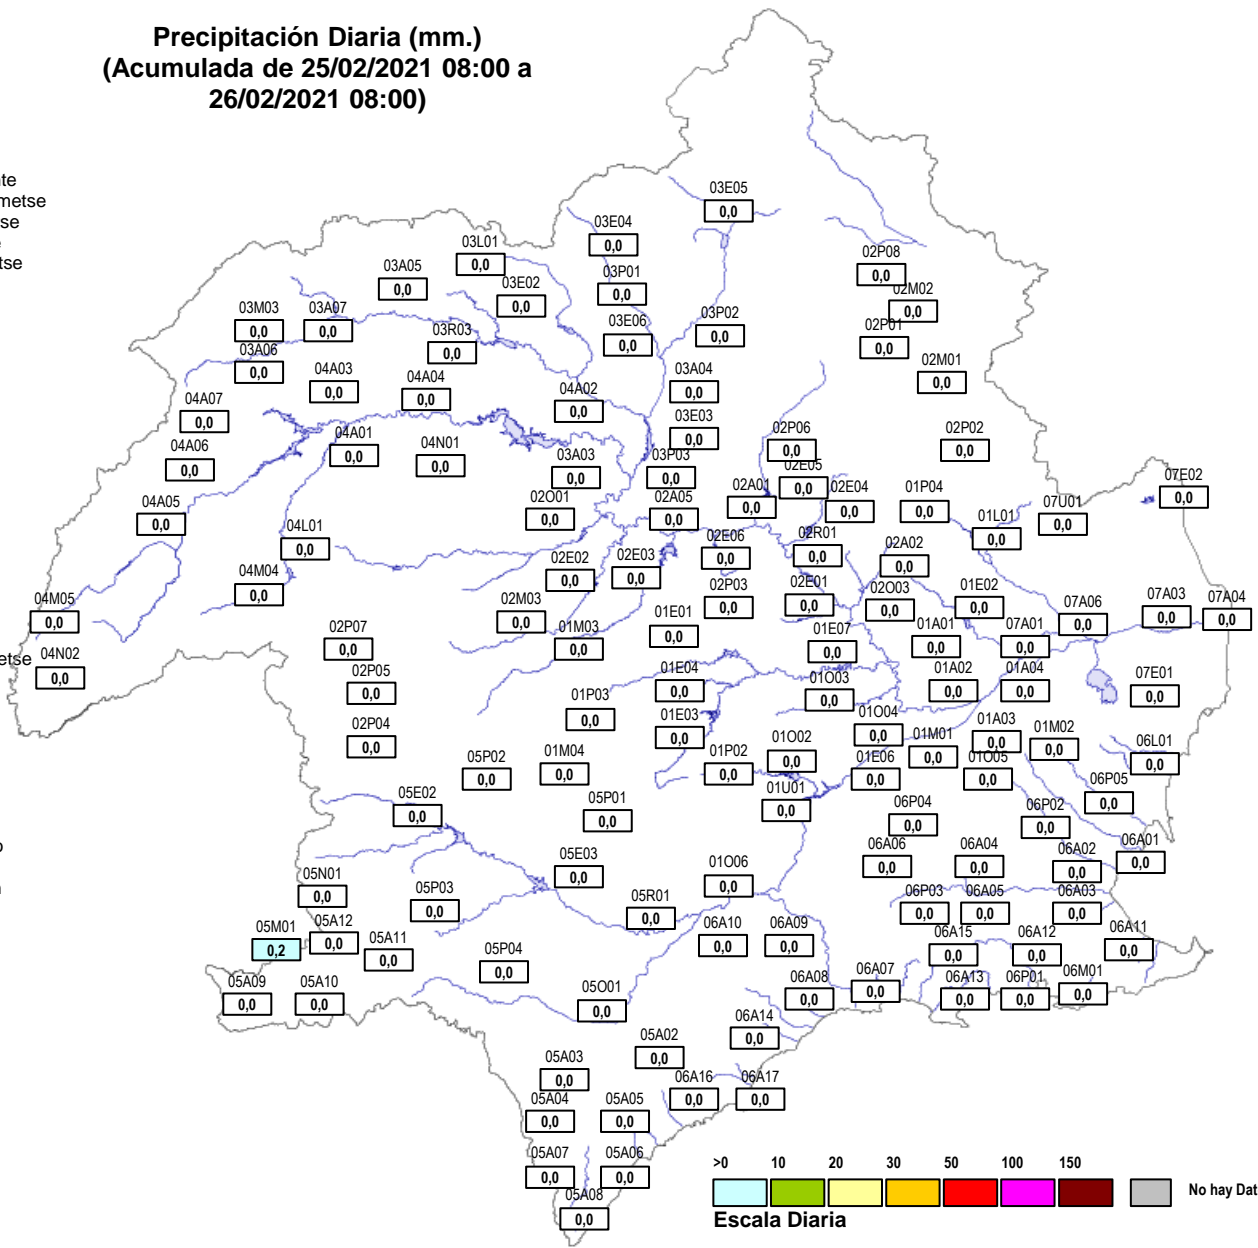 Precipitación Diaria (mm.)
(Acumulada de 25/02/2021 08:00 a
26/02/2021 08:00)
te
metse
se
tse
03E05
0,0
03E04
0,0
03L01
0,0
02P08
0,0
03A05
0,0
03P01
0,0
03E02
0,0
02M02
0,0
03M03
0,0
03A07
0,0
03P02
0,0
03E06
0,0
02P01
0,0
03R03
0,0
03A06
0,0
02M01
0,0
04A03
0,0
04A04
0,0
03A04
0,0
04A02
0,0
04A07
0,0
03E03
0,0
04A01
0,0
02P06
0,0
02P02
0,0
04A06
0,0
04N01
0,0
03A03
0,0
03P03
0,0
02E05
0,0
07E02
0,0
02A01
0,0
02E04
0,0
01P04
0,0
04A05
0,0
02O01
0,0
02A05
0,0
07U01
0,0
01L01
0,0
04L01
0,0
02E06
0,0
02R01
0,0
02A02
0,0
02E02
0,0
02E03
0,0
04M04
0,0
02P03
0,0
02E01
0,0
02O03
0,0
01E02
0,0
04M05
0,0
02M03
0,0
01E01
0,0
07A06
0,0
07A03
0,0
07A04
0,0
02P07
0,0
01M03
0,0
01E07
0,0
01A01
0,0
07A01
0,0
etse
04N02
0,0
02P05
0,0
01E04
0,0
01O03
0,0
01A02
0,0
01A04
0,0
07E01
0,0
01P03
0,0
02P04
0,0
01E03
0,0
01O04
0,0
01A03
0,0
01M02
0,0
05P02
0,0
01M04
0,0
01P02
0,0
01O02
0,0
01M01
0,0
01E06
0,0
01O05
0,0
06L01
0,0
05E02
0,0
05P01
0,0
01U01
0,0
06P04
0,0
06P02
0,0
06P05
0,0
o
05E03
0,0
01O06
0,0
06A06
0,0
06A04
0,0
06A02
0,0
06A01
0,0
05N01
0,0
05P03
0,0
05R01
0,0
06P03
0,0
06A05
0,0
06A03
0,0
05M01
0,2
05A12
0,0
05A11
0,0
05P04
0,0
06A10
0,0
06A09
0,0
06A15
0,0
06A12
0,0
06A11
0,0
05A09
0,0
05A10
0,0
05O01
0,0
06A08
0,0
06A07
0,0
06A13
0,0
06P01
0,0
06M01
0,0
06A14
0,0
05A02
0,0
05A03
0,0
06A16
0,0
06A17
0,0
05A04
0,0
05A05
0,0
05A07
0,0
05A06
0,0
05A08
0,0
>0 10 20 30 50 100 150
No hay Dat
Escala Diaria